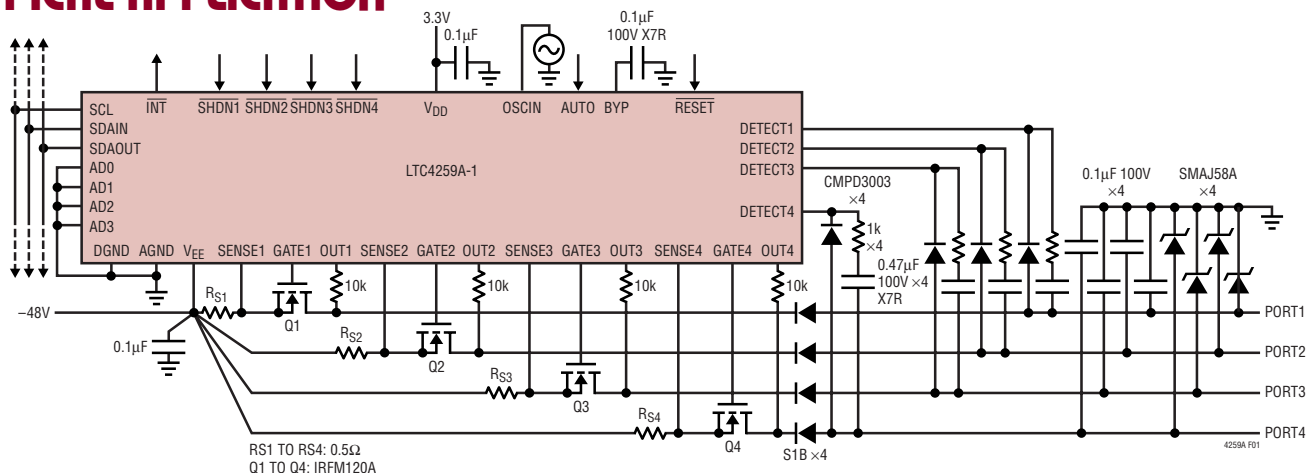 3.3V
0.1µF
0.1µF
100V X7R
SCL
INT
SHDN1
SHDN2
SHDN3
SHDN4
VDD
OSCIN
AUTO
BYP
RESET
SDAIN
SDAOUT
AD0
AD1
AD2
AD3
LTC4259A-1
DETECT1
DETECT2
DETECT3
DETECT4
DGND
AGND
VEE
SENSE1
GATE1
OUT1
SENSE2
GATE2
OUT2
SENSE3
GATE3
OUT3
SENSE4
GATE4
OUT4
CMPD3003
×4
1k
×4
0.47µF
100V ×4
X7R
0.1µF 100V
×4
SMAJ58A
×4
10k
10k
10k
10k
–48V
RS1
Q1
PORT1
0.1µF
RS2
Q2
PORT2
RS3
Q3
PORT3
RS4
Q4
S1B ×4
PORT4
4259A F01
RS1 TO RS4: 0.5Ω
Q1 TO Q4: IRFM120A